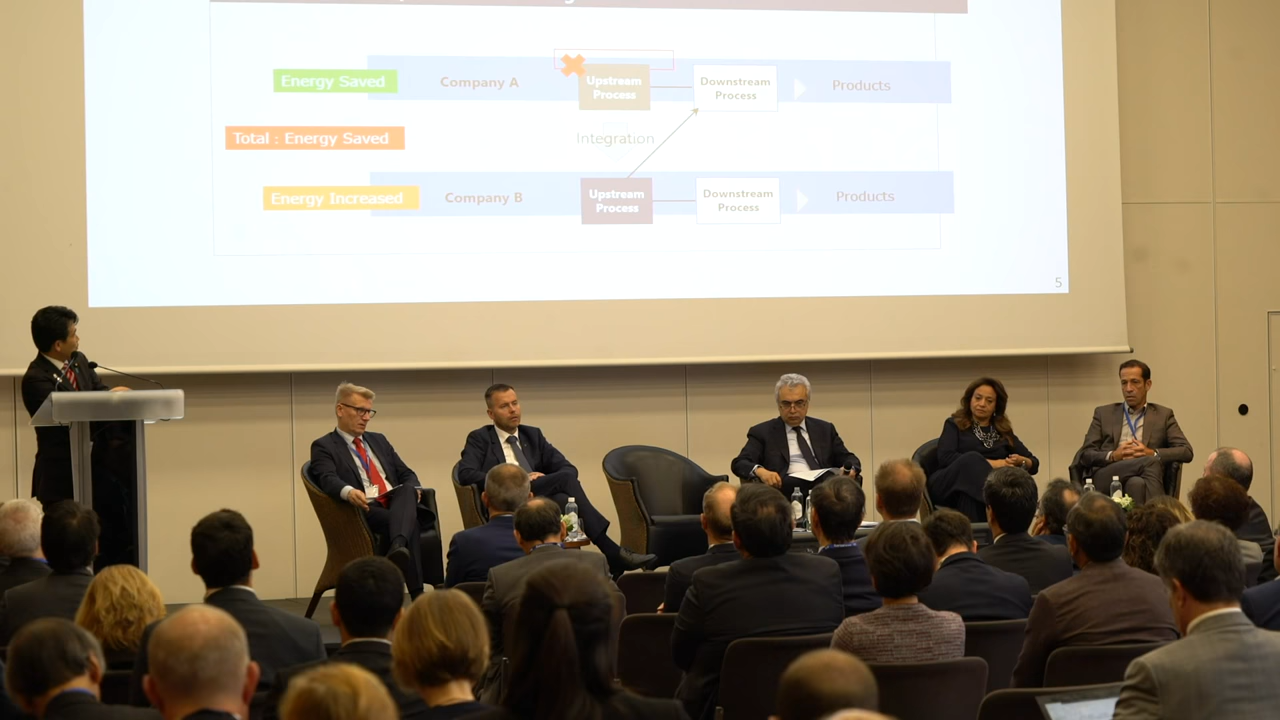 Energy Saved
Company A
Upstream
Process
Downstream
Process
Products
Total : Energy Saved
Integration
Energy Increased
Company B
Upstream
Process
Downstream
Process
Products
5